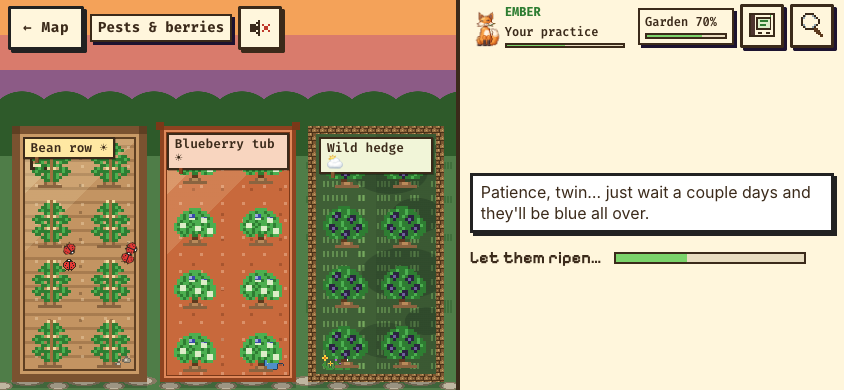 ← Map
Pests & berries
EMBER
Your practice
Garden 70%
Bean row ☀
Blueberry tub
☀
Wild hedge
🌥
Patience, twin... just wait a couple days and
they'll be blue all over.
Let them ripen...